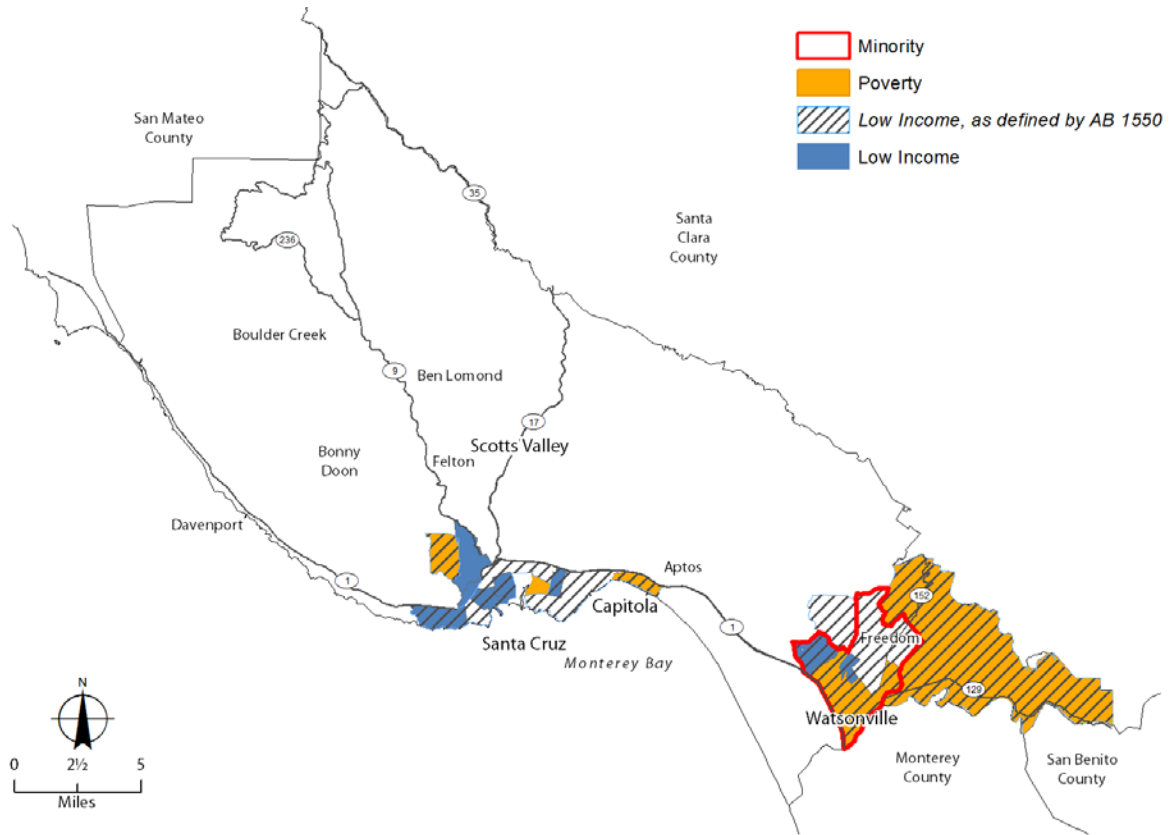 Minority
Poverty
Low Income, as defined by AB 1550
Low Income
San Mateo
County
35
Santa
Clara
County
236
Boulder Creek
9
Ben Lomond
17
Scotts Valley
Bonny
Doon
Felton
Davenport
1
Aptos
Capitola
152
1
Freedom
Santa Cruz
Monterey Bay
129
Watsonville
N
Monterey
County
San Benito
County
0 2½ 5
Miles